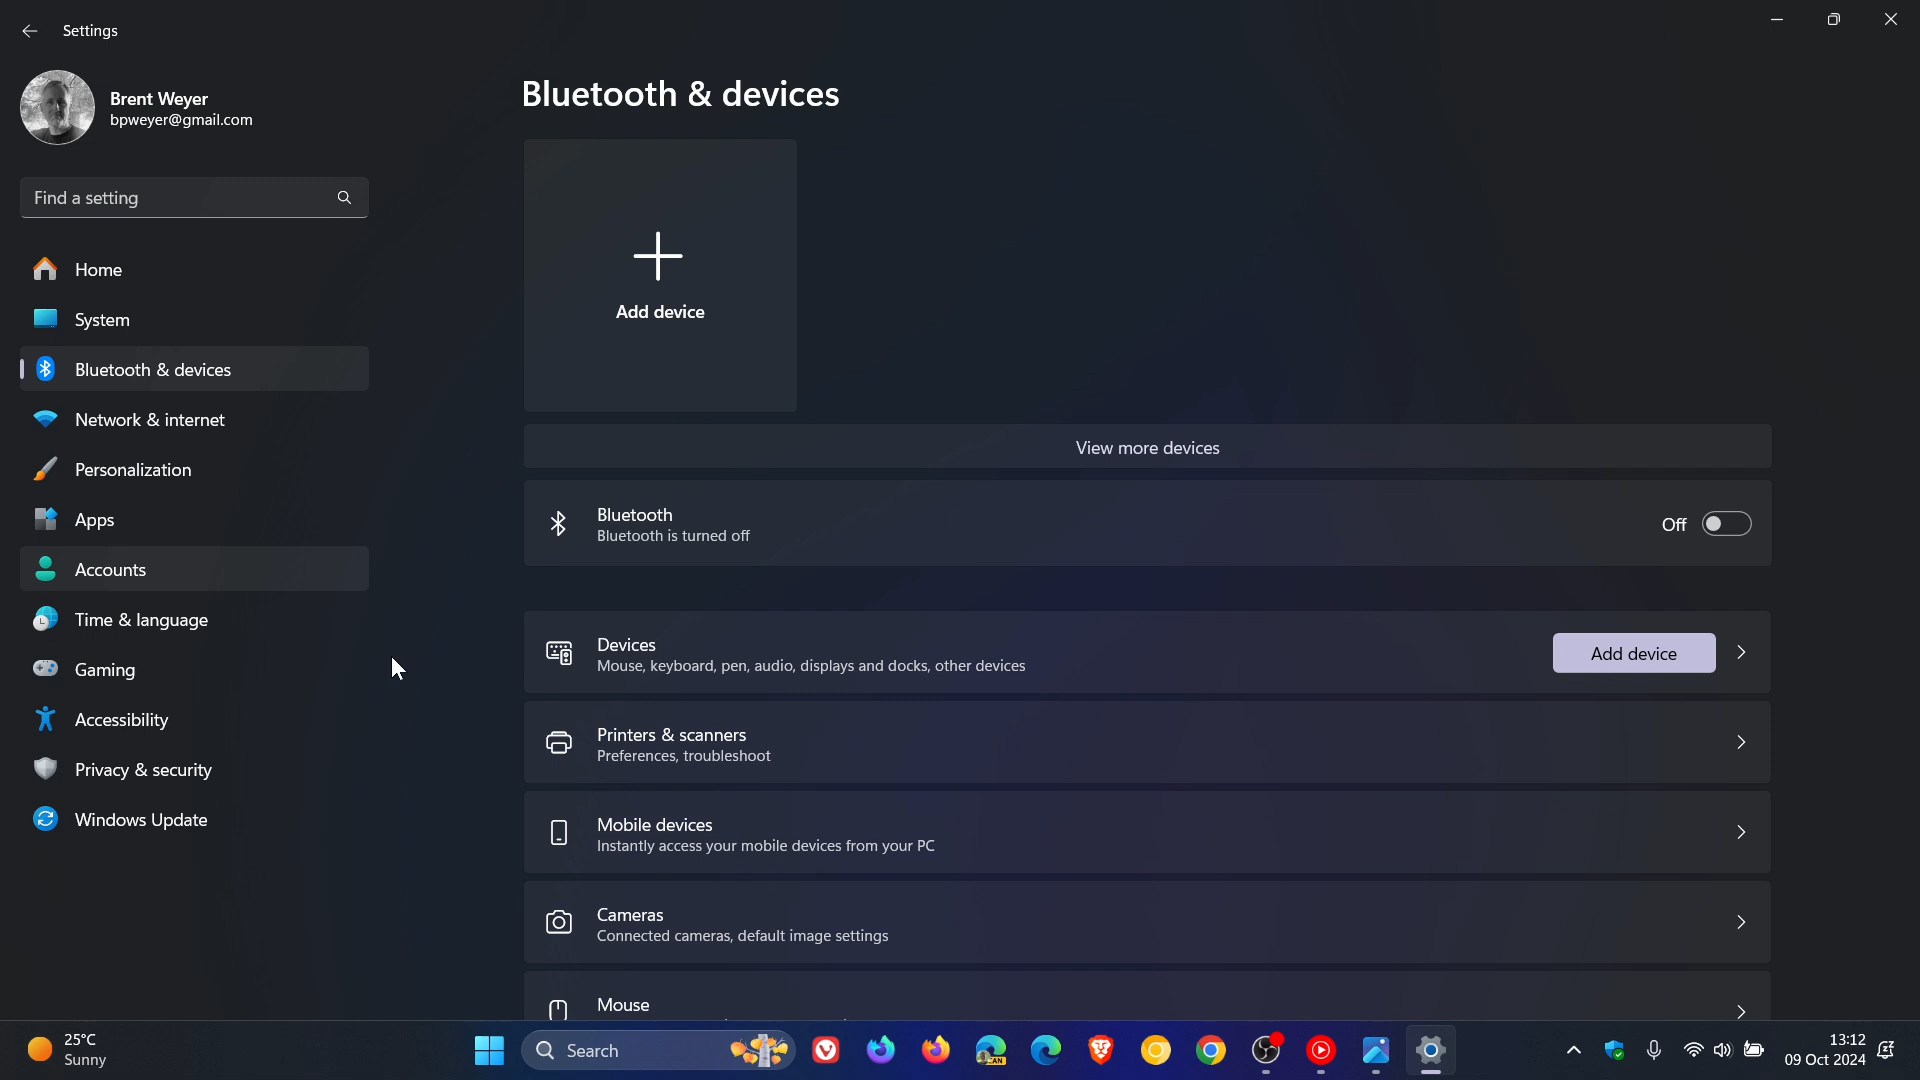 Settings
Brent Weyer
bpweyer@gmail.com
Find a setting
Home
System
Bluetooth & devices
Network & internet
Personalization
Apps
Accounts
Time & language
Gaming
Accessibility
Privacy & security
Windows Update
Bluetooth & devices
Add device
View more devices
Bluetooth
Bluetooth is turned off
Off
Devices
Mouse, keyboard, pen, audio, displays and docks, other devices
Add device
Printers & scanners
Preferences, troubleshoot
Mobile devices
Instantly access your mobile devices from your PC
Cameras
Connected cameras, default image settings
Mouse
25°C
Sunny
Search
CAN
13:12
09 Oct 2024